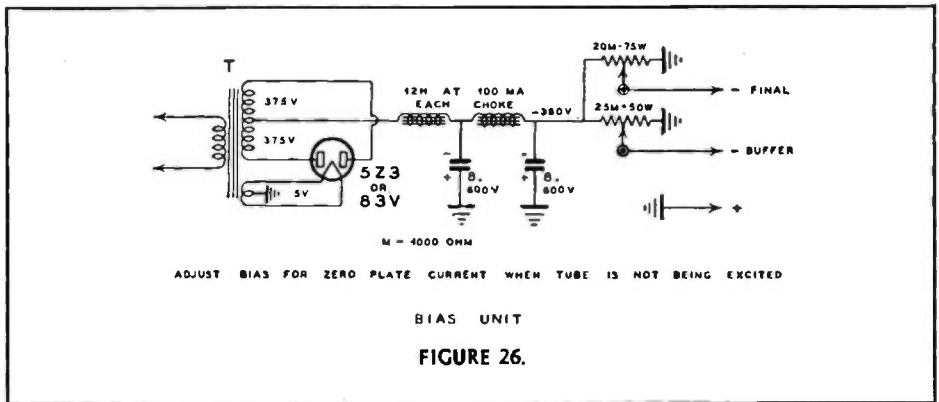 T
375V
375V
5V
5Z3
OR
83V
12H AT 100 MA
EACH CHOKE
-380V
8.
600V
8.
600V
20M-75W
- FINAL
25M-50W
- BUFFER
+
M = 1000 OHM
ADJUST BIAS FOR ZERO PLATE CURRENT WHEN TUBE IS NOT BEING EXCITED
BIAS UNIT
FIGURE 26.